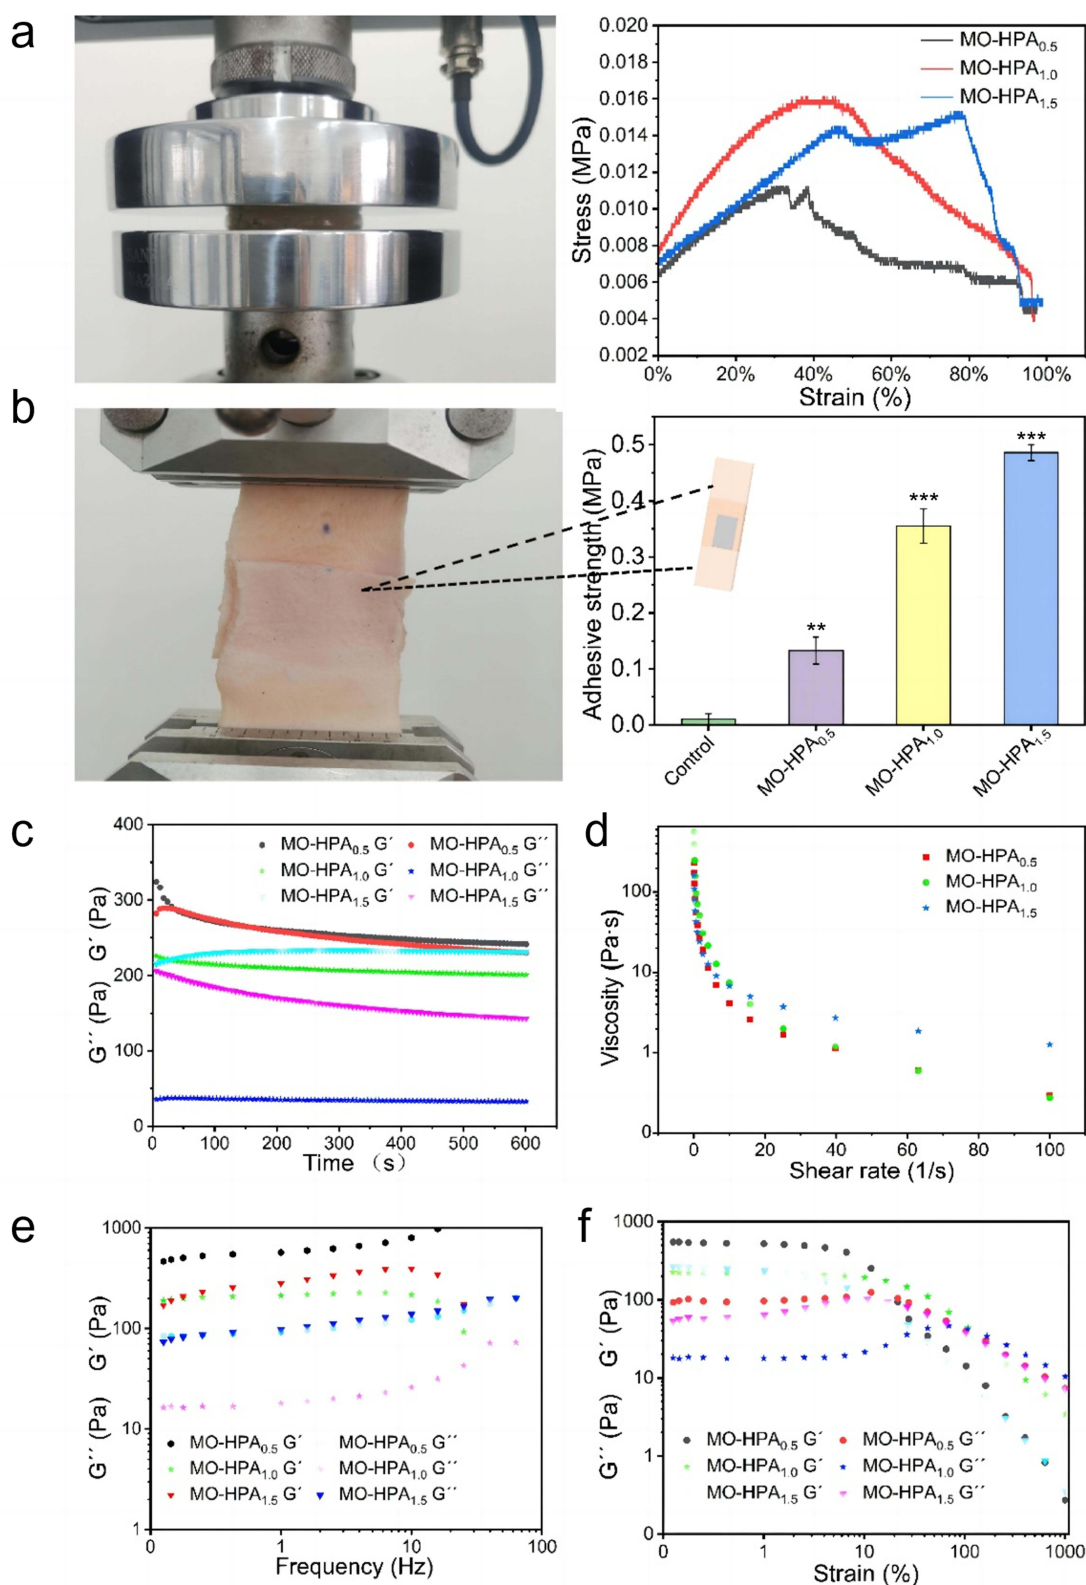 a
0.020
0.018
0.016
0.014
0.012
0.010
0.008
0.006
0.004
0.002
Stress (MPa)
MO-HPA0.5
MO-HPA1.0
MO-HPA1.5
0% 20% 40% 60% 80% 100%
Strain (%)
b
0.5
0.4
0.3
0.2
0.1
0.0
Adhesive strength (MPa)
**
***
***
Control
MO-HPA0.5
MO-HPA1.0
MO-HPA1.5
c
400
300
200
100
0
G´´ (Pa) G´ (Pa)
MO-HPA0.5 G´ MO-HPA0.5 G´´
MO-HPA1.0 G´ MO-HPA1.0 G´´
MO-HPA1.5 G´ MO-HPA1.5 G´´
0 100 200 300 400 500 600
Time （s）
d
100
10
1
0
Viscosity (Pa·s)
MO-HPA0.5
MO-HPA1.0
MO-HPA1.5
0 20 40 60 80 100
Shear rate (1/s)
e
1000
100
10
1
G´´ (Pa) G´ (Pa)
MO-HPA0.5 G´ MO-HPA0.5 G´´
MO-HPA1.0 G´ MO-HPA1.0 G´´
MO-HPA1.5 G´ MO-HPA1.5 G´´
0 1 10 100
Frequency (Hz)
f
1000
100
10
1
0
G´´ (Pa) G´ (Pa)
MO-HPA0.5 G´ MO-HPA0.5 G´´
MO-HPA1.0 G´ MO-HPA1.0 G´´
MO-HPA1.5 G´ MO-HPA1.5 G´´
0 1 10 100 1000
Strain (%)